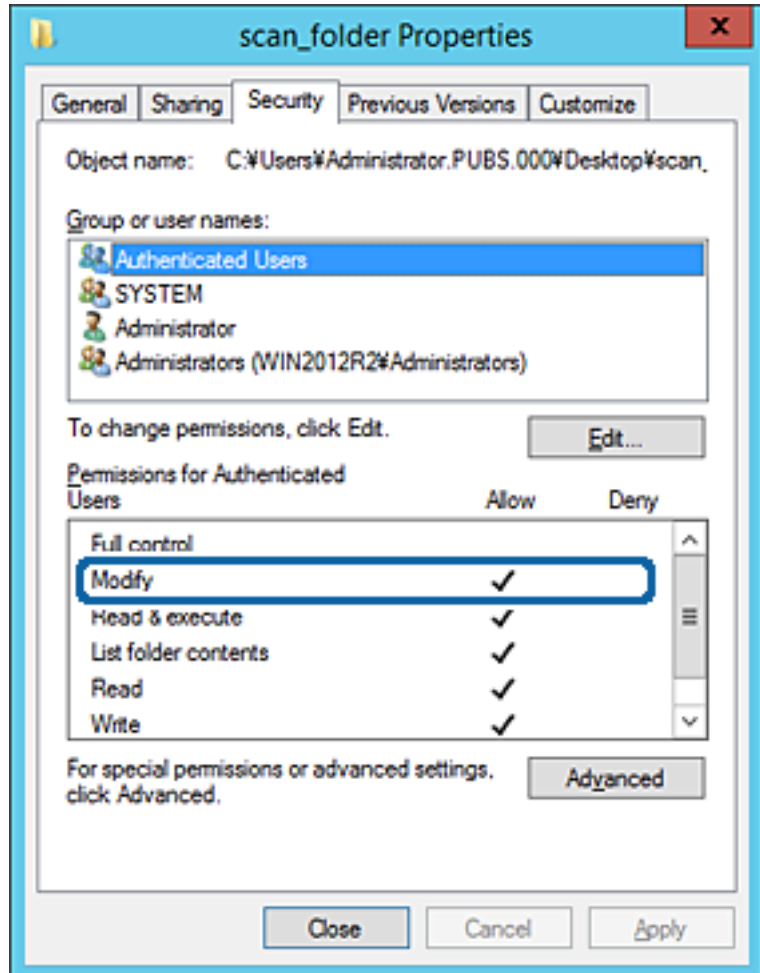 scan_folder Properties
x
General Sharing Security Previous Versions Customize
Object name: C:¥Users¥Administrator.PUBS.000¥Desktop¥scan_
Group or user names:
Authenticated Users
SYSTEM
Administrator
Administrators (WIN2012R2¥Administrators)
To change permissions, click Edit.
Edit...
Permissions for Authenticated
Users Allow Deny
Full control
Modify
Read & execute
List folder contents
Read
Write
For special permissions or advanced settings,
click Advanced.
Advanced
Close Cancel Apply